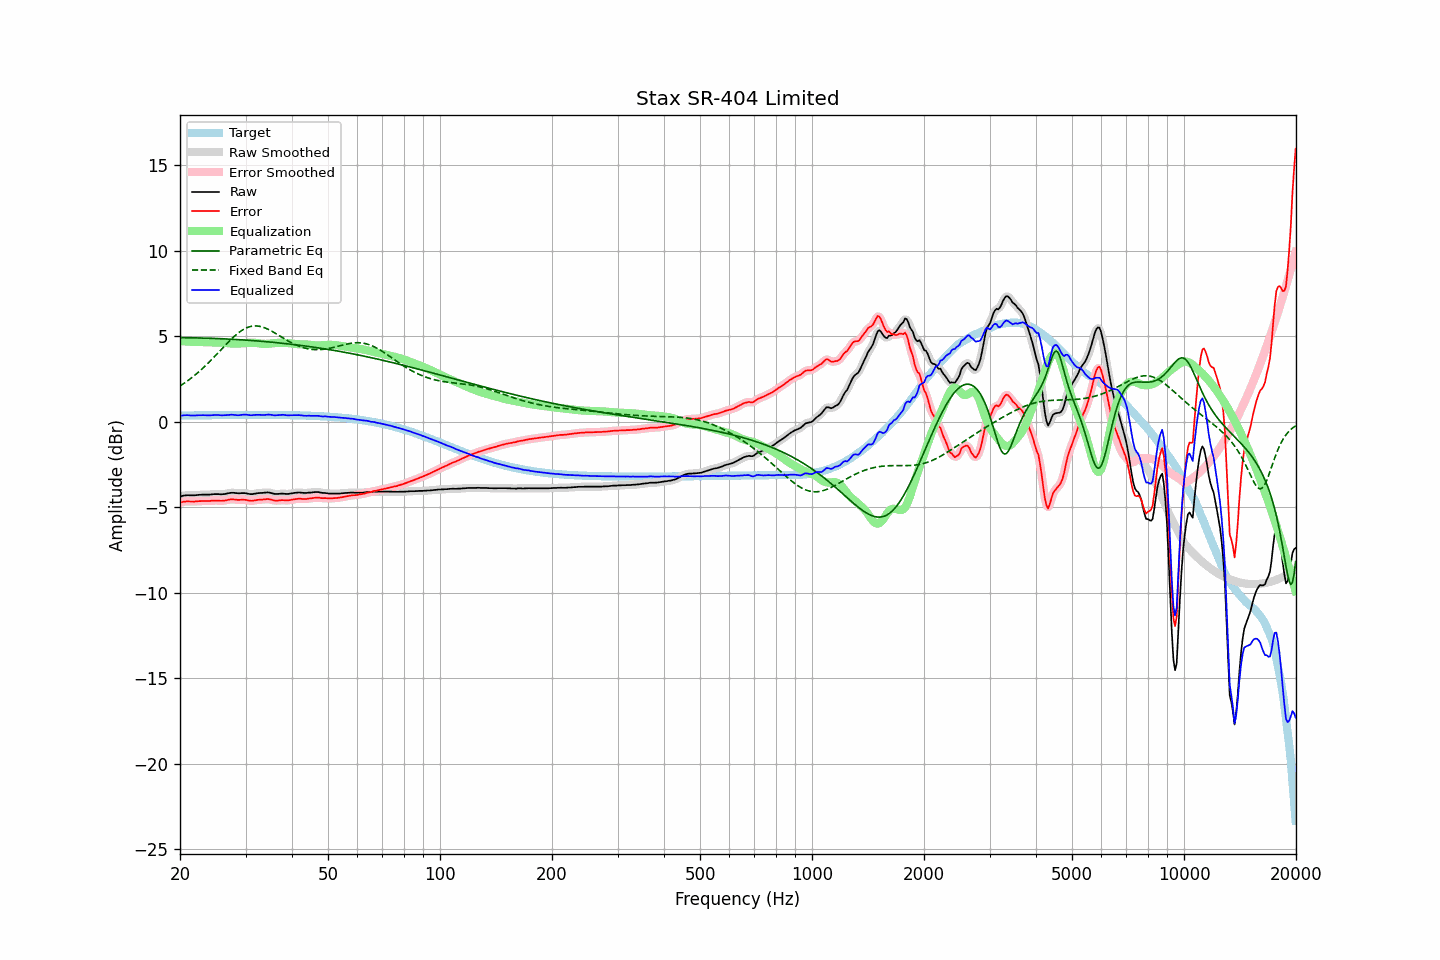 Stax SR-404 Limited
Target
Raw Smoothed
Error Smoothed
Raw
Error
Equalization
Parametric Eq
Fixed Band Eq
Equalized
15
10
5
0
−5
−10
−15
−20
−25
Amplitude (dBr)
20
50
100
200
500
1000
2000
5000
10000
20000
Frequency (Hz)